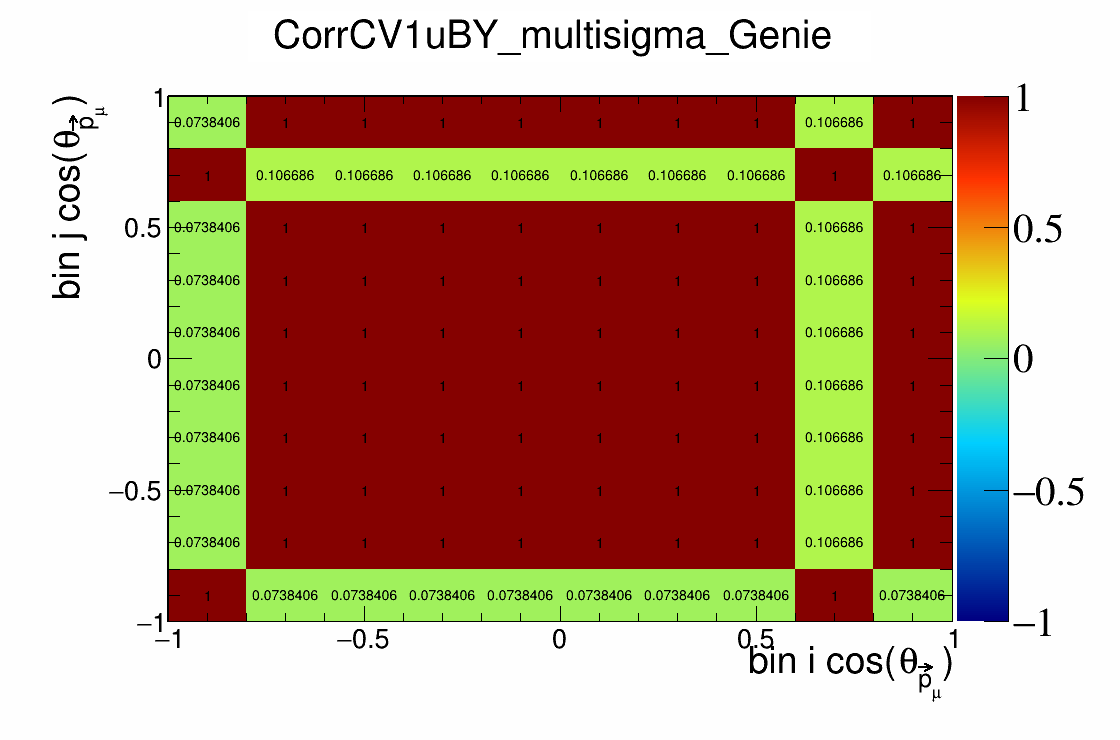 CorrCV1uBY_multisigma_Genie
bin j cos(θ p⃗ μ)
1
0.5
0
−0.5
−1
0.0738406 1 1 1 1 1 1 1 0.106686 1
1 0.106686 0.106686 0.106686 0.106686 0.106686 0.106686 0.106686 1 0.106686
0.0738406 1 1 1 1 1 1 1 0.106686 1
0.0738406 1 1 1 1 1 1 1 0.106686 1
0.0738406 1 1 1 1 1 1 1 0.106686 1
0.0738406 1 1 1 1 1 1 1 0.106686 1
0.0738406 1 1 1 1 1 1 1 0.106686 1
0.0738406 1 1 1 1 1 1 1 0.106686 1
0.0738406 1 1 1 1 1 1 1 0.106686 1
1 0.0738406 0.0738406 0.0738406 0.0738406 0.0738406 0.0738406 0.0738406 1 0.0738406
−1 −0.5 0 0.5 1
bin i cos(θ p⃗ μ)
1
0.5
0
−0.5
−1